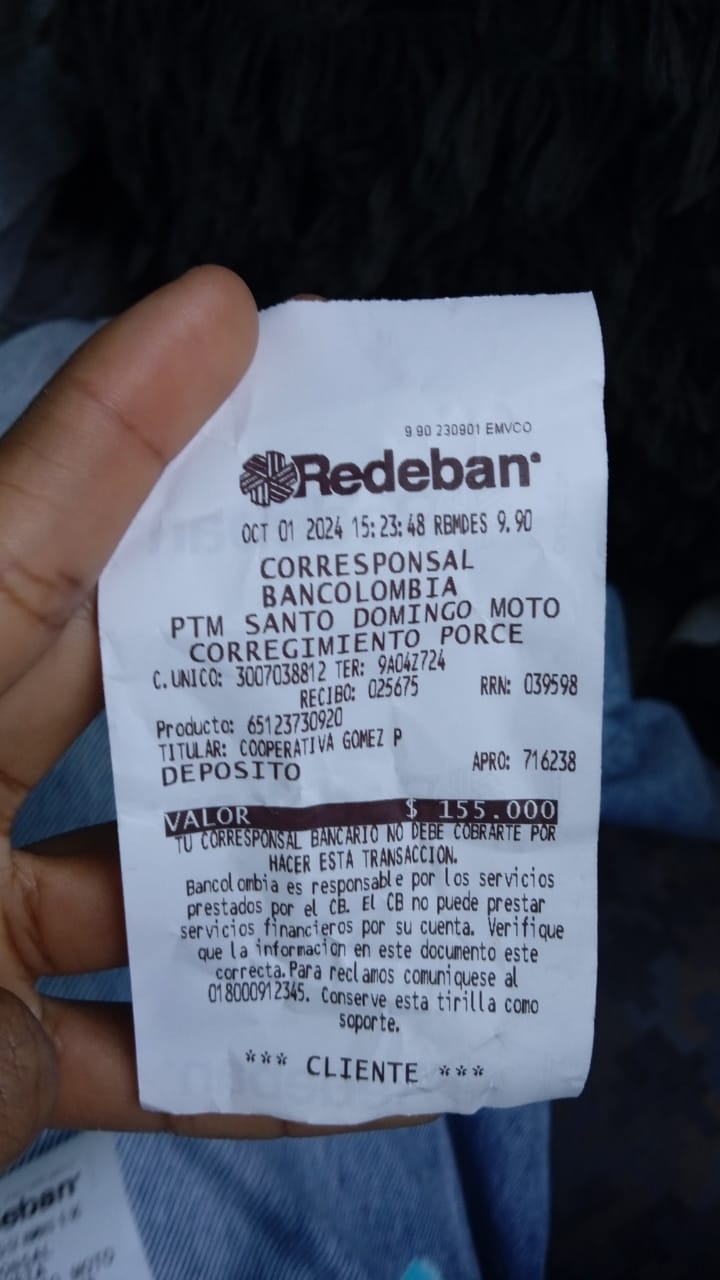 9.90 230901 EMVCO
Redeban
OCT 01 2024 15:23:48 RBMDES 9.90
CORRESPONSAL
BANCOLOMBIA
PTM SANTO DOMINGO MOTO
CORREGIMIENTO PORCE
C.UNICO: 3007038812 TER: 9A04Z724
RECIBO: 025675 RRN: 039598
Producto: 65123730920
TITULAR: COOPERATIVA GOMEZ P
DEPOSITO APRO: 716238
VALOR $ 155.000
TU CORRESPONSAL BANCARIO NO DEBE COBRARTE POR
HACER ESTA TRANSACCION.
Bancolombia es responsable por los servicios
prestados por el CB. El CB no puede prestar
servicios financieros por su cuenta. Verifique
que la informacion en este documento este
correcta. Para reclamos comuniquese al
018000912345. Conserve esta tirilla como
soporte.
*** CLIENTE ***